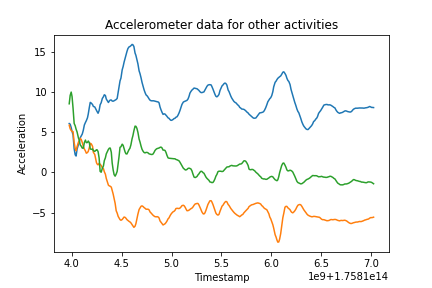 Accelerometer data for other activities
15
10
5
0
−5
Acceleration
4.0 4.5 5.0 5.5 6.0 6.5 7.0
Timestamp
1e9+1.7581e14